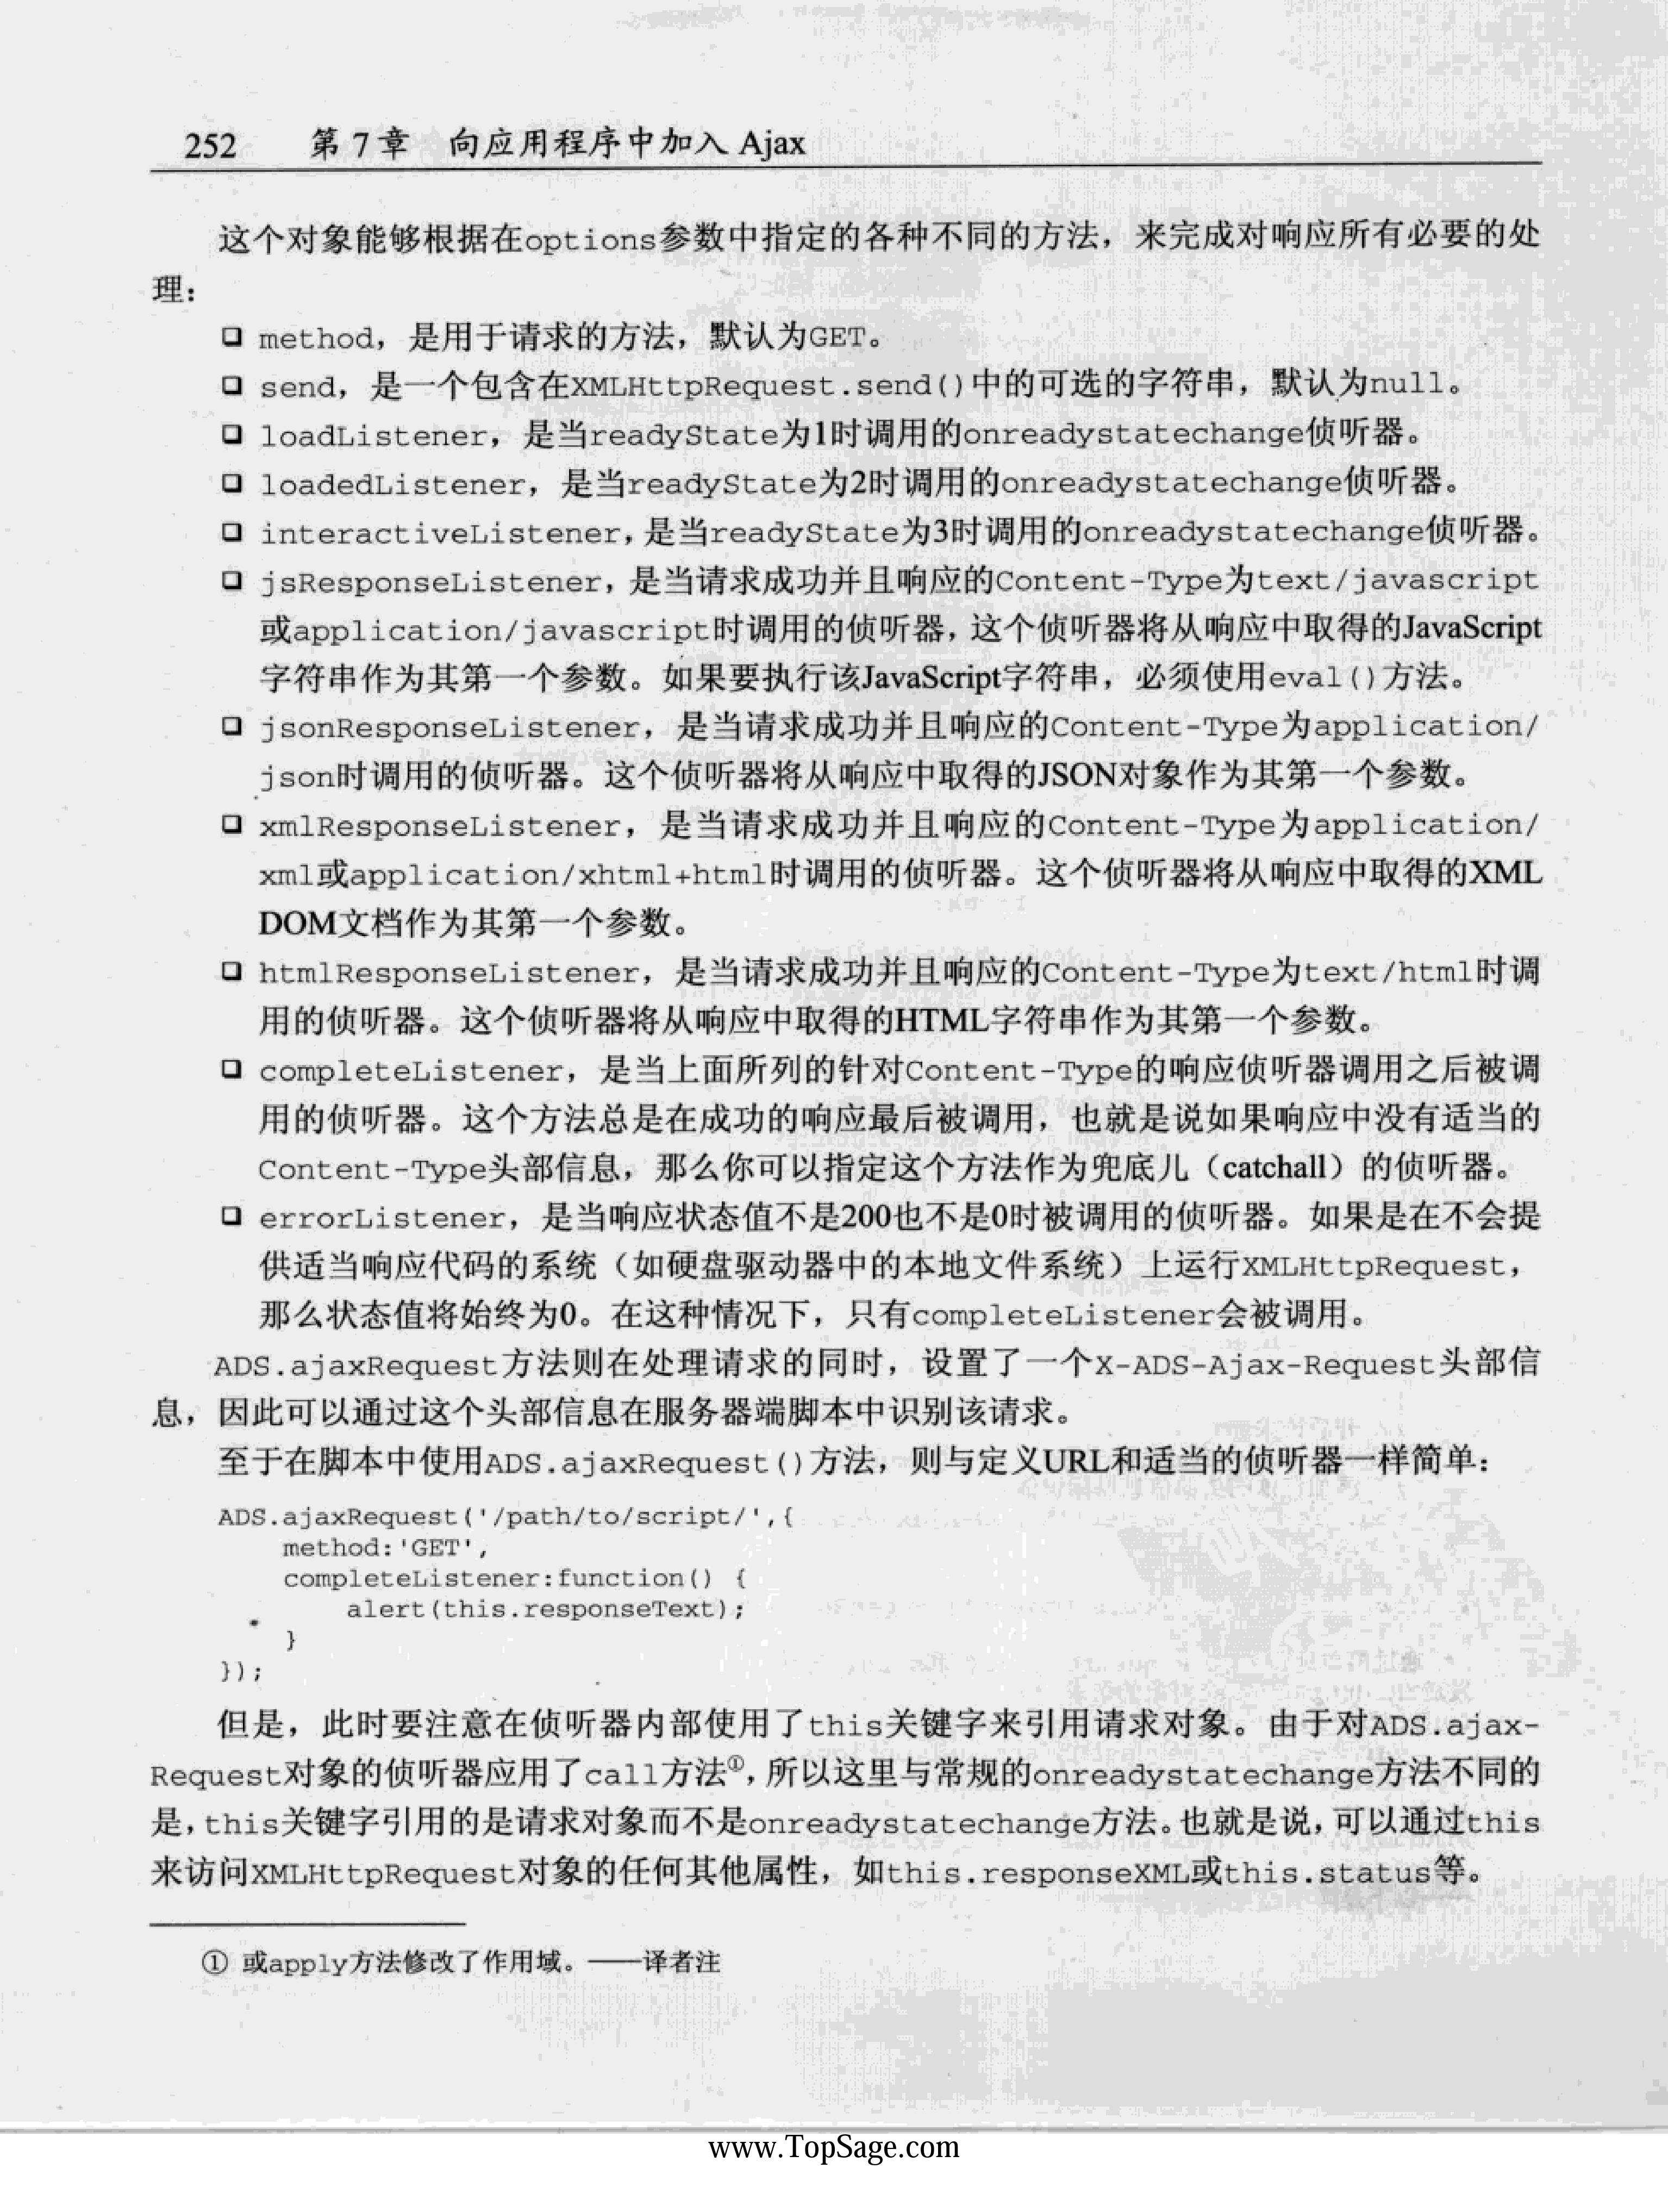 252 第 7 章 向应用程序中加入 Ajax
这个对象能够根据在options参数中指定的各种不同的方法，来完成对响应所有必要的处
理：
❑ method，是用于请求的方法，默认为GET。
❑ send，是一个包含在XMLHttpRequest.send()中的可选的字符串，默认为null。
❑ loadListener，是当readyState为1时调用的onreadystatechange侦听器。
❑ loadedListener，是当readyState为2时调用的onreadystatechange侦听器。
❑ interactiveListener，是当readyState为3时调用的onreadystatechange侦听器。
❑ jsResponseListener，是当请求成功并且响应的Content-Type为text/javascript
或application/javascript时调用的侦听器，这个侦听器将从响应中取得的JavaScript
字符串作为其第一个参数。如果要执行该JavaScript字符串，必须使用eval()方法。
❑ jsonResponseListener，是当请求成功并且响应的Content-Type为application/
json时调用的侦听器。这个侦听器将从响应中取得的JSON对象作为其第一个参数。
❑ xmlResponseListener，是当请求成功并且响应的Content-Type为application/
xml或application/xhtml+html时调用的侦听器。这个侦听器将从响应中取得的XML
DOM文档作为其第一个参数。
❑ htmlResponseListener，是当请求成功并且响应的Content-Type为text/html时调
用的侦听器。这个侦听器将从响应中取得的HTML字符串作为其第一个参数。
❑ completeListener，是当上面所列的针对Content-Type的响应侦听器调用之后被调
用的侦听器。这个方法总是在成功的响应最后被调用，也就是说如果响应中没有适当的
Content-Type头部信息，那么你可以指定这个方法作为兜底儿（catchall）的侦听器。
❑ errorListener，是当响应状态值不是200也不是0时被调用的侦听器。如果是在不会提
供适当响应代码的系统（如硬盘驱动器中的本地文件系统）上运行XMLHttpRequest，
那么状态值将始终为0。在这种情况下，只有completeListener会被调用。
ADS.ajaxRequest方法则在处理请求的同时，设置了一个X-ADS-Ajax-Request头部信
息，因此可以通过这个头部信息在服务器端脚本中识别该请求。
至于在脚本中使用ADS.ajaxRequest()方法，则与定义URL和适当的侦听器一样简单：
ADS.ajaxRequest('/path/to/script/',{
method:'GET',
completeListener:function() {
alert(this.responseText);
}
});
但是，此时要注意在侦听器内部使用了this关键字来引用请求对象。由于对ADS.ajax-
Request对象的侦听器应用了call方法①，所以这里与常规的onreadystatechange方法不同的
是，this关键字引用的是请求对象而不是onreadystatechange方法。也就是说，可以通过this
来访问XMLHttpRequest对象的任何其他属性，如this.responseXML或this.status等。
① 或apply方法修改了作用域。——译者注
www.TopSage.com